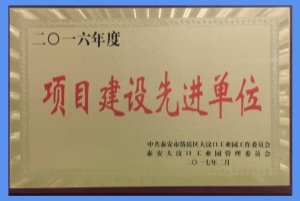 二〇一六年度
项目建设先进单位
中共泰安市岱岳区大汶口工业园工作委员会
泰安大汶口工业园管理委员会
二〇一七年二月